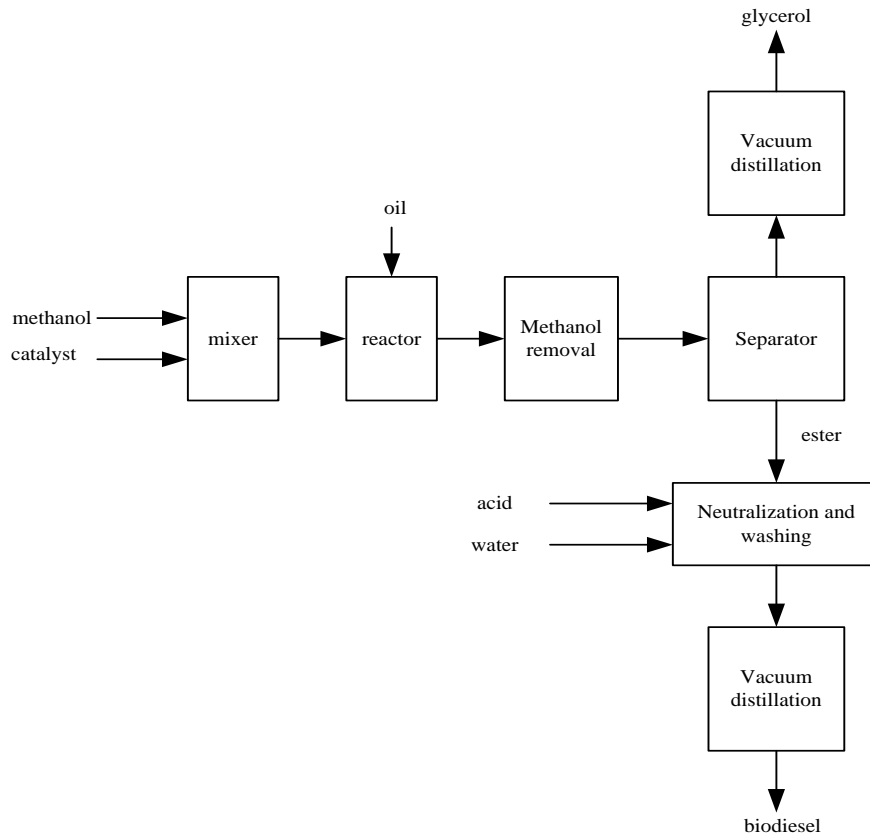 glycerol
Vacuum
distillation
oil
methanol
catalyst
mixer
reactor
Methanol
removal
Separator
ester
acid
water
Neutralization and
washing
Vacuum
distillation
biodiesel